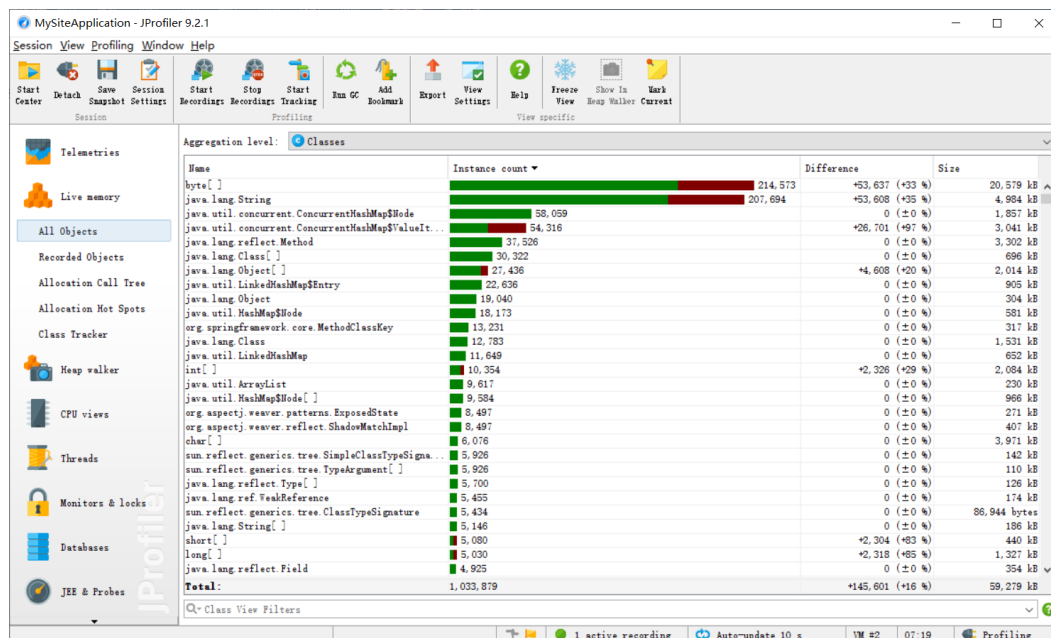 MySiteApplication - JProfiler 9.2.1
Session View Profiling Window Help
Start Center
Detach
Save Snapshot
Session Settings
Start Recordings
Stop Recordings
Start Tracking
Run GC
Add Bookmark
Export
View Settings
Help
Freeze View
Show In Heap Walker
Mark Current
Session
Profiling
View specific
Telemetries
Live memory
All Objects
Recorded Objects
Allocation Call Tree
Allocation Hot Spots
Class Tracker
Heap walker
CPU views
Threads
Monitors & locks
Databases
JEE & Probes
JProfiler
Aggregation level: Classes
Name Instance count Difference Size
byte[ ] 214,573 +53,637 (+33 %) 20,579 kB
java.lang.String 207,694 +53,608 (+35 %) 4,984 kB
java.util.concurrent.ConcurrentHashMap$Node 58,059 0 (±0 %) 1,857 kB
java.util.concurrent.ConcurrentHashMap$ValueIt... 54,316 +26,701 (+97 %) 3,041 kB
java.lang.reflect.Method 37,526 0 (±0 %) 3,302 kB
java.lang.Class[ ] 30,322 0 (±0 %) 696 kB
java.lang.Object[ ] 27,436 +4,608 (+20 %) 2,014 kB
java.util.LinkedHashMap$Entry 22,636 0 (±0 %) 905 kB
java.lang.Object 19,040 0 (±0 %) 304 kB
java.util.HashMap$Node 18,173 0 (±0 %) 581 kB
org.springframework.core.MethodClassKey 13,231 0 (±0 %) 317 kB
java.lang.Class 12,783 0 (±0 %) 1,531 kB
java.util.LinkedHashMap 11,649 0 (±0 %) 652 kB
int[ ] 10,354 +2,326 (+29 %) 2,084 kB
java.util.ArrayList 9,617 0 (±0 %) 230 kB
java.util.HashMap$Node[ ] 9,584 0 (±0 %) 966 kB
org.aspectj.weaver.patterns.ExposedState 8,497 0 (±0 %) 271 kB
org.aspectj.weaver.reflect.ShadowMatchImpl 8,497 0 (±0 %) 407 kB
char[ ] 6,076 0 (±0 %) 3,971 kB
sun.reflect.generics.tree.SimpleClassTypeSigna... 5,926 0 (±0 %) 142 kB
sun.reflect.generics.tree.TypeArgument[ ] 5,926 0 (±0 %) 110 kB
java.lang.reflect.Type[ ] 5,700 0 (±0 %) 126 kB
java.lang.ref.WeakReference 5,455 0 (±0 %) 174 kB
sun.reflect.generics.tree.ClassTypeSignature 5,434 0 (±0 %) 86,944 bytes
java.lang.String[ ] 5,146 0 (±0 %) 186 kB
short[ ] 5,080 +2,304 (+83 %) 440 kB
long[ ] 5,030 +2,318 (+85 %) 1,327 kB
java.lang.reflect.Field 4,925 0 (±0 %) 354 kB
Total: 1,033,879 +145,601 (+16 %) 59,279 kB
Class View Filters
1 active recording Auto-update 10 s VM #2 07:19 Profiling